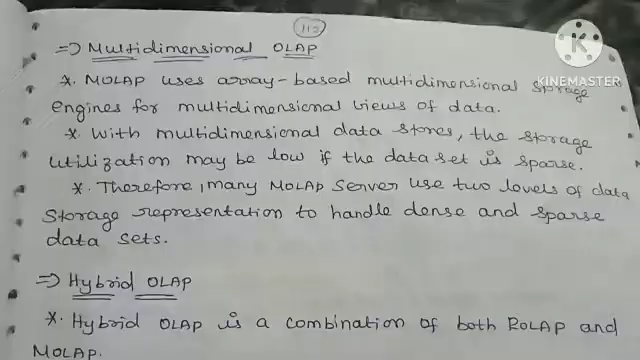 112
K
KINEMASTER
=> Multidimensional OLAP
*. MOLAP uses array-based multidimensional storage
engines for multidimensional views of data.
*. With multidimensional data stores, the storage
utilization may be low if the data set is sparse.
*. Therefore, many MOLAP Server use two levels of data
storage representation to handle dense and sparse
data sets.
=> Hybrid OLAP
*. Hybrid OLAP is a combination of both ROLAP and
MOLAP.